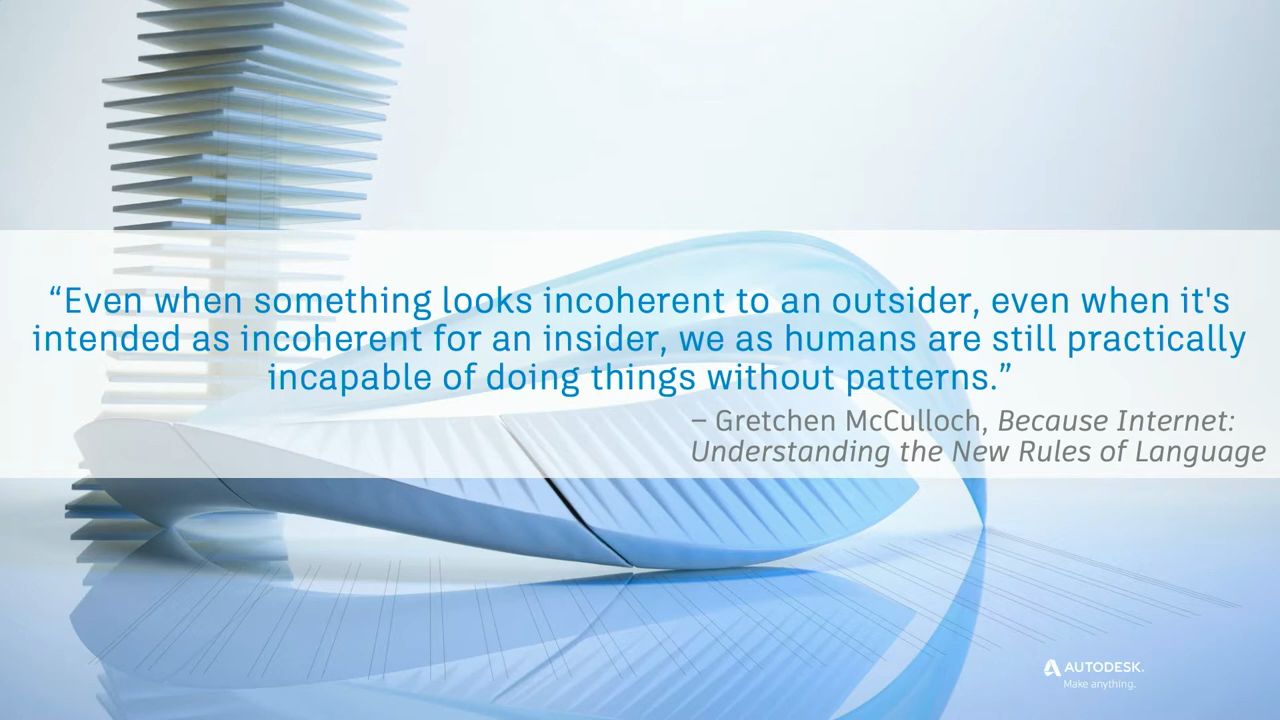 “Even when something looks incoherent to an outsider, even when it's
intended as incoherent for an insider, we as humans are still practically
incapable of doing things without patterns.”
– Gretchen McCulloch, Because Internet:
Understanding the New Rules of Language
AUTODESK.
Make anything.